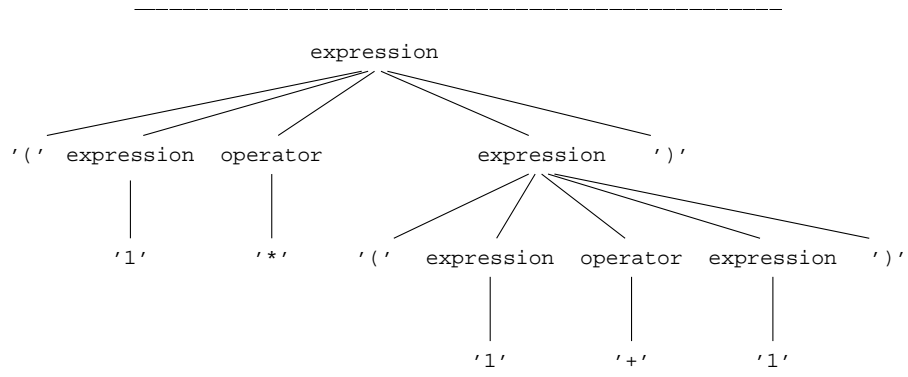 expression
'(' expression operator expression ')'
'1' '*' '(' expression operator expression ')'
'1' '+' '1'